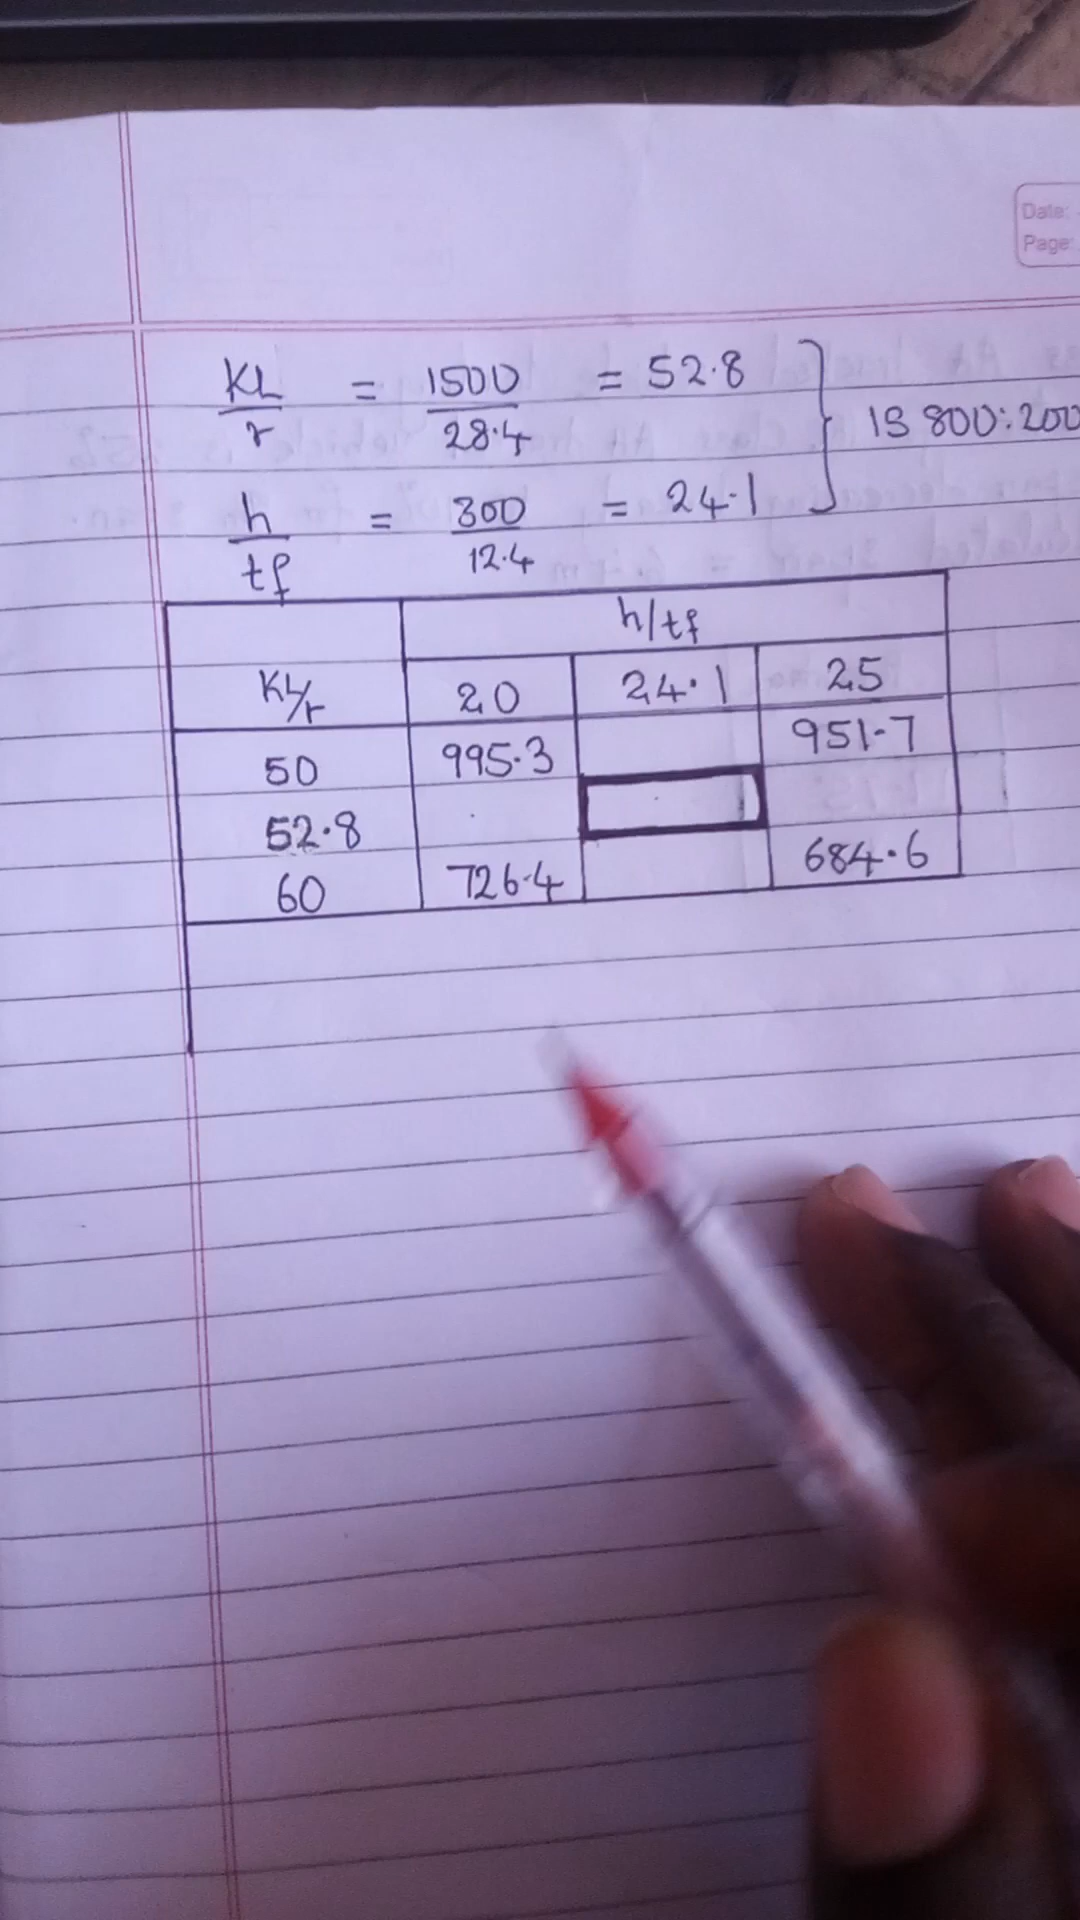 Date:
Page:
KL/r = 1500/28.4 = 52.8
IS 800:200
h/tf = 300/12.4 = 24.1
h/tf
KL/r 20 24.1 25
50 995.3 951.7
52.8
60 726.4 684.6